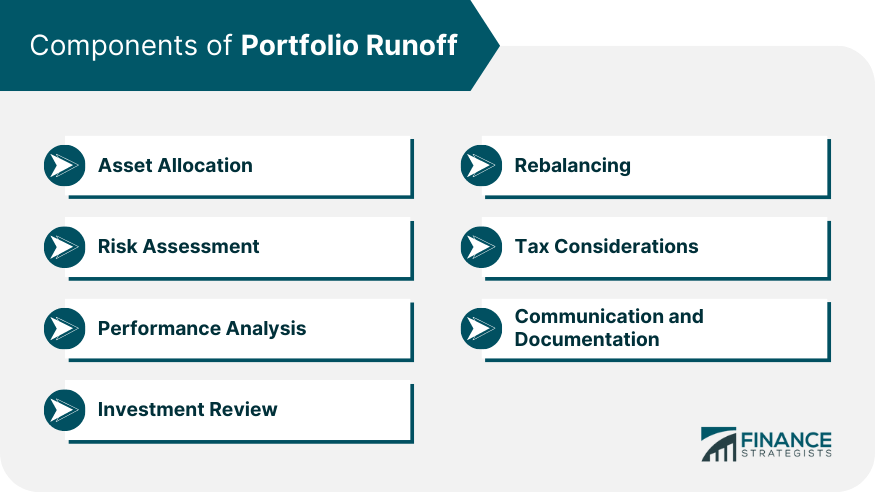 Components of Portfolio Runoff
Asset Allocation
Risk Assessment
Performance Analysis
Investment Review
Rebalancing
Tax Considerations
Communication and
Documentation
FINANCE
STRATEGISTS